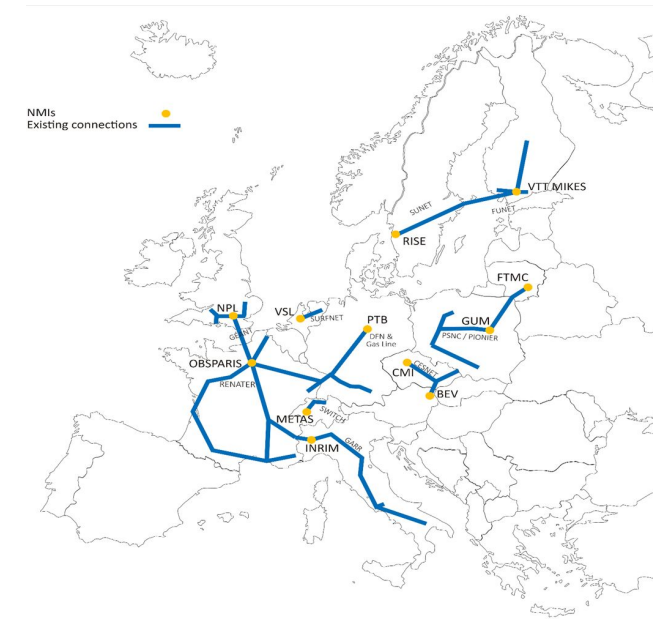 NMIs
Existing connections
VTT MIKES
SUNET
FUNET
RISE
FTMC
NPL
VSL
SURFNET
PTB
GUM
GEANT
DFN &
Gas Line
PSNC / PIONIER
OBSPARIS
CMI
CESNET
RENATER
BEV
METAS
SWITCH
INRIM
GARR